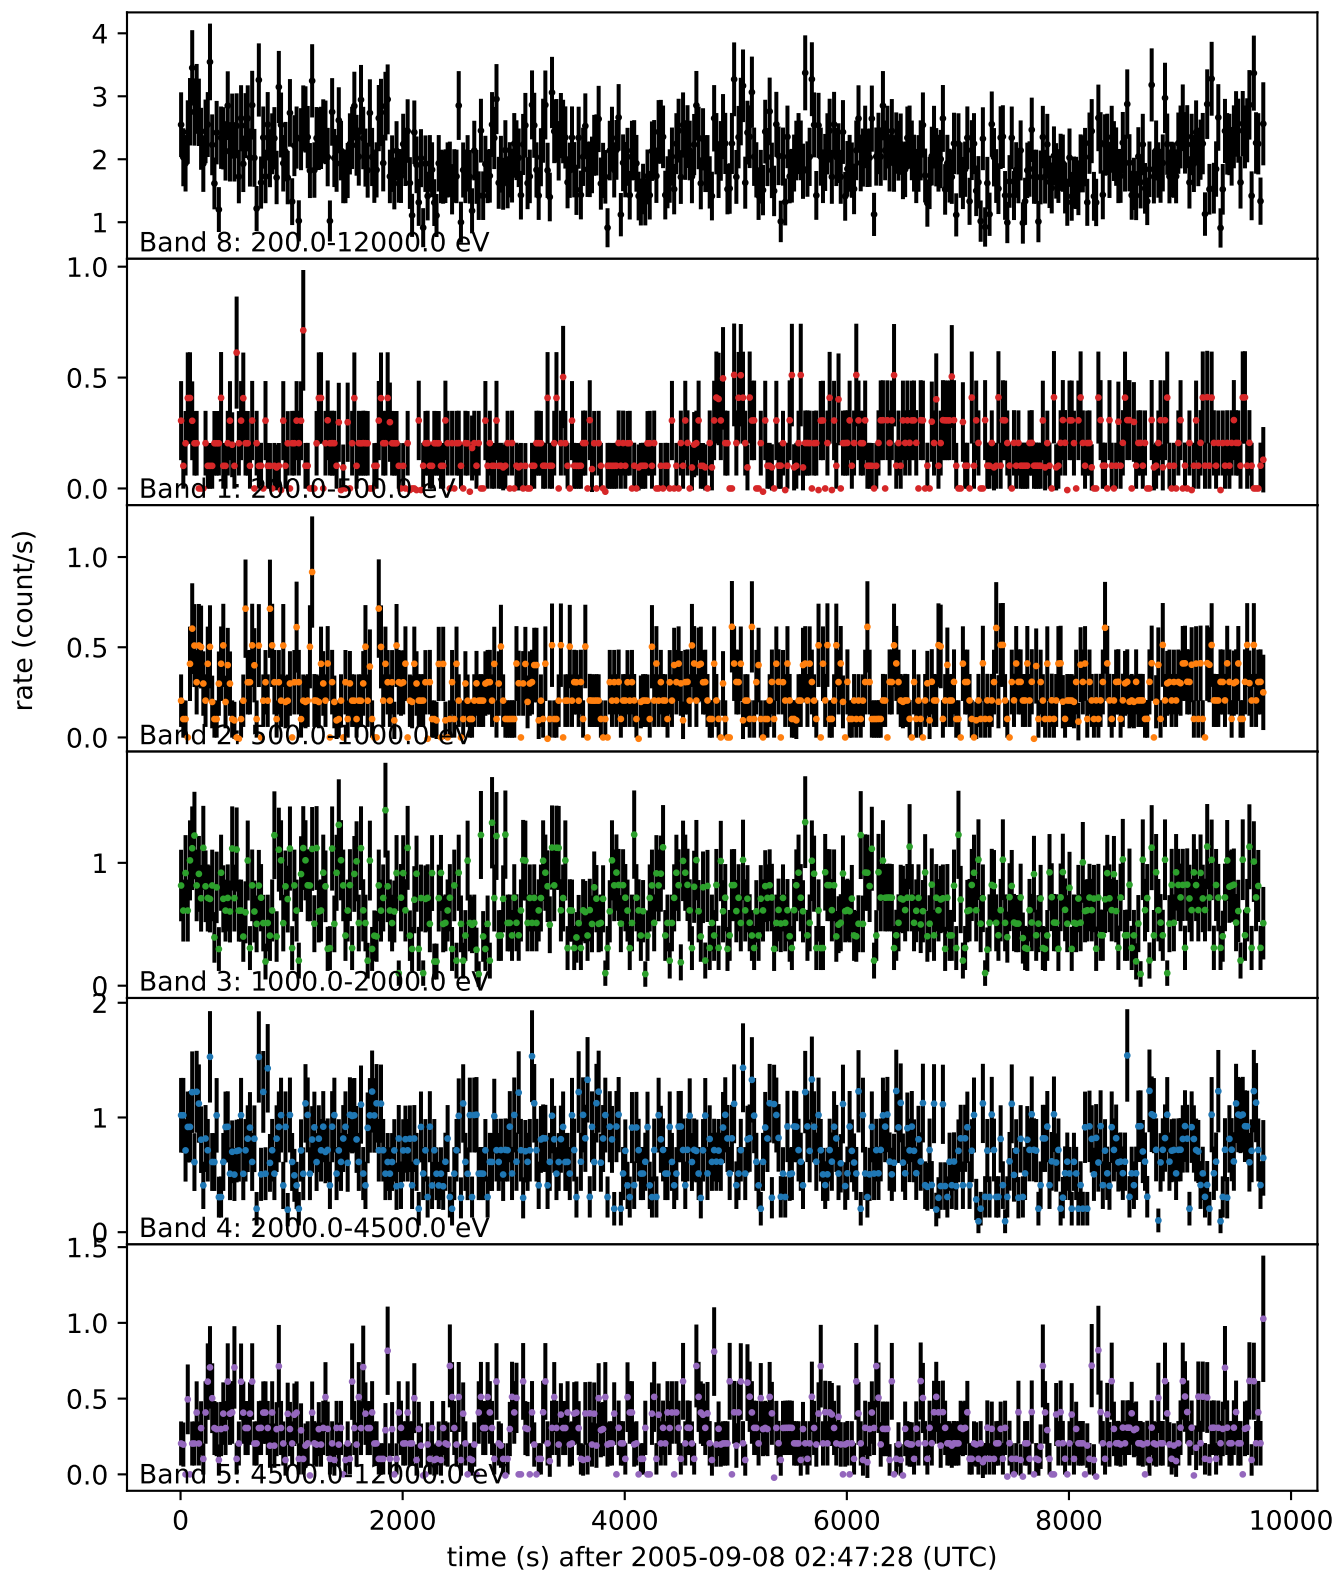 4
3
2
1
Band 8: 200.0-12000.0 eV
1.0
0.5
0.0
Band 1: 200.0-500.0 eV
1.0
0.5
0.0
Band 2: 500.0-1000.0 eV
rate (count/s)
1
0
Band 3: 1000.0-2000.0 eV
2
1
0
Band 4: 2000.0-4500.0 eV
1.5
1.0
0.5
0.0
Band 5: 4500.0-12000.0 eV
0 2000 4000 6000 8000 10000
time (s) after 2005-09-08 02:47:28 (UTC)